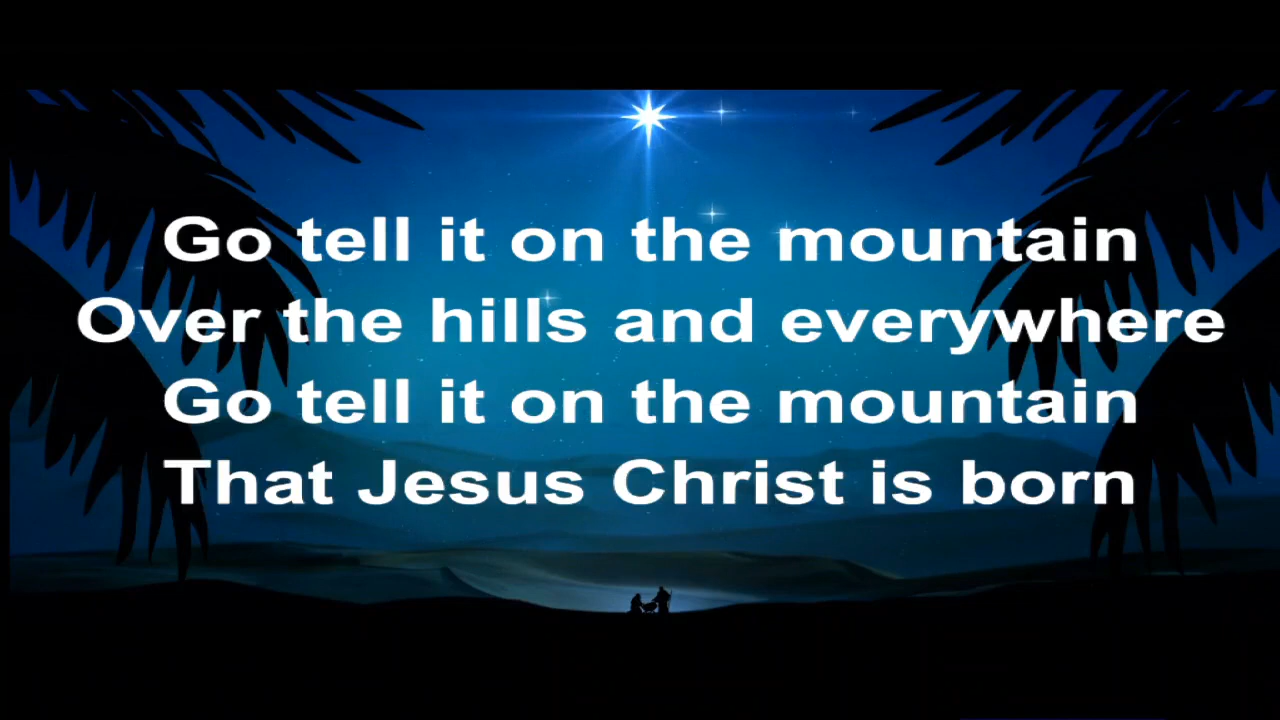 Go tell it on the mountain
Over the hills and everywhere
Go tell it on the mountain
That Jesus Christ is born